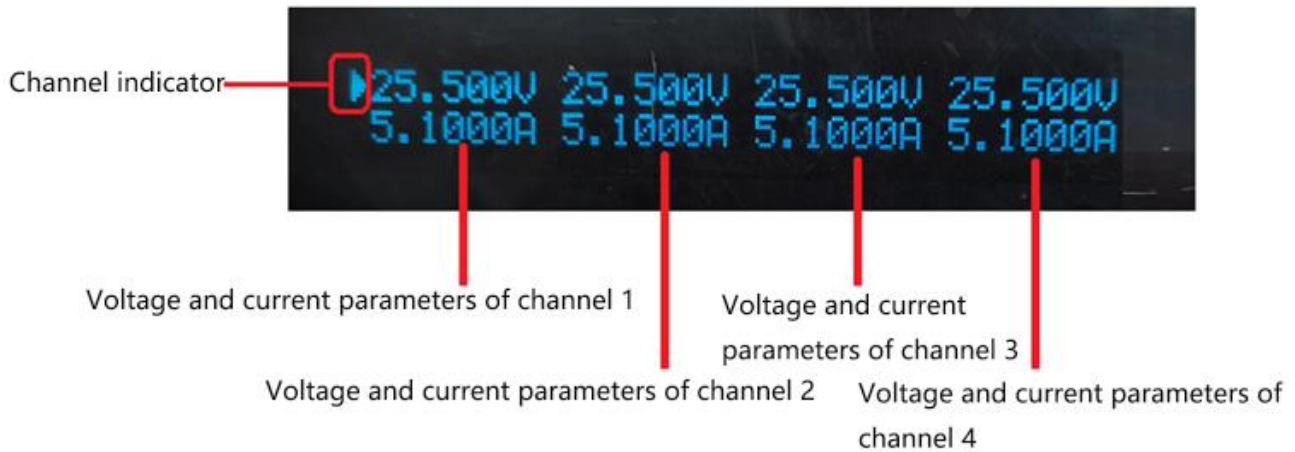 Channel indicator
25.500V 25.500V 25.500V 25.500V
5.1000A 5.1000A 5.1000A 5.1000A
Voltage and current parameters of channel 1
Voltage and current
parameters of channel 3
Voltage and current parameters of channel 2
Voltage and current parameters of
channel 4